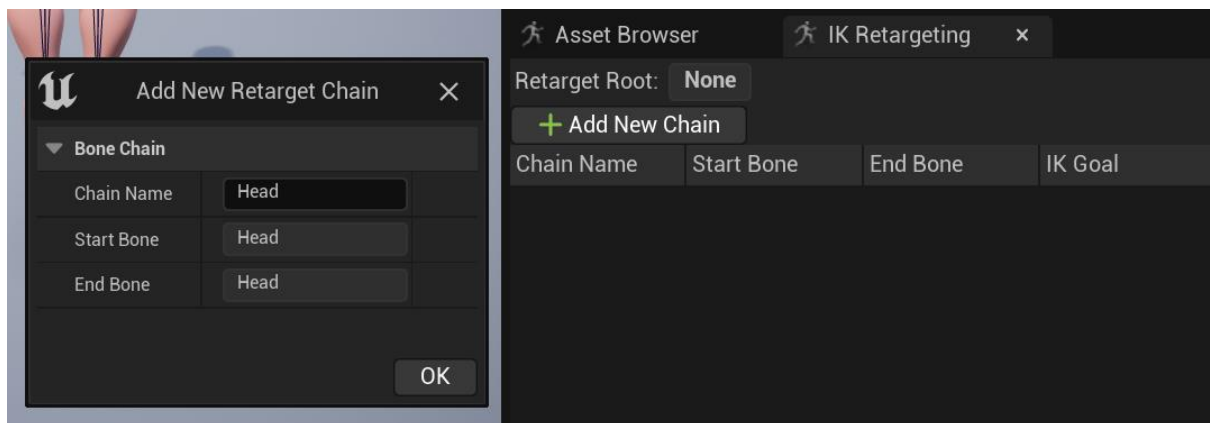 Add New Retarget Chain
Bone Chain
Chain Name Head
Start Bone Head
End Bone Head
OK
Asset Browser IK Retargeting
Retarget Root: None
Add New Chain
Chain Name Start Bone End Bone IK Goal